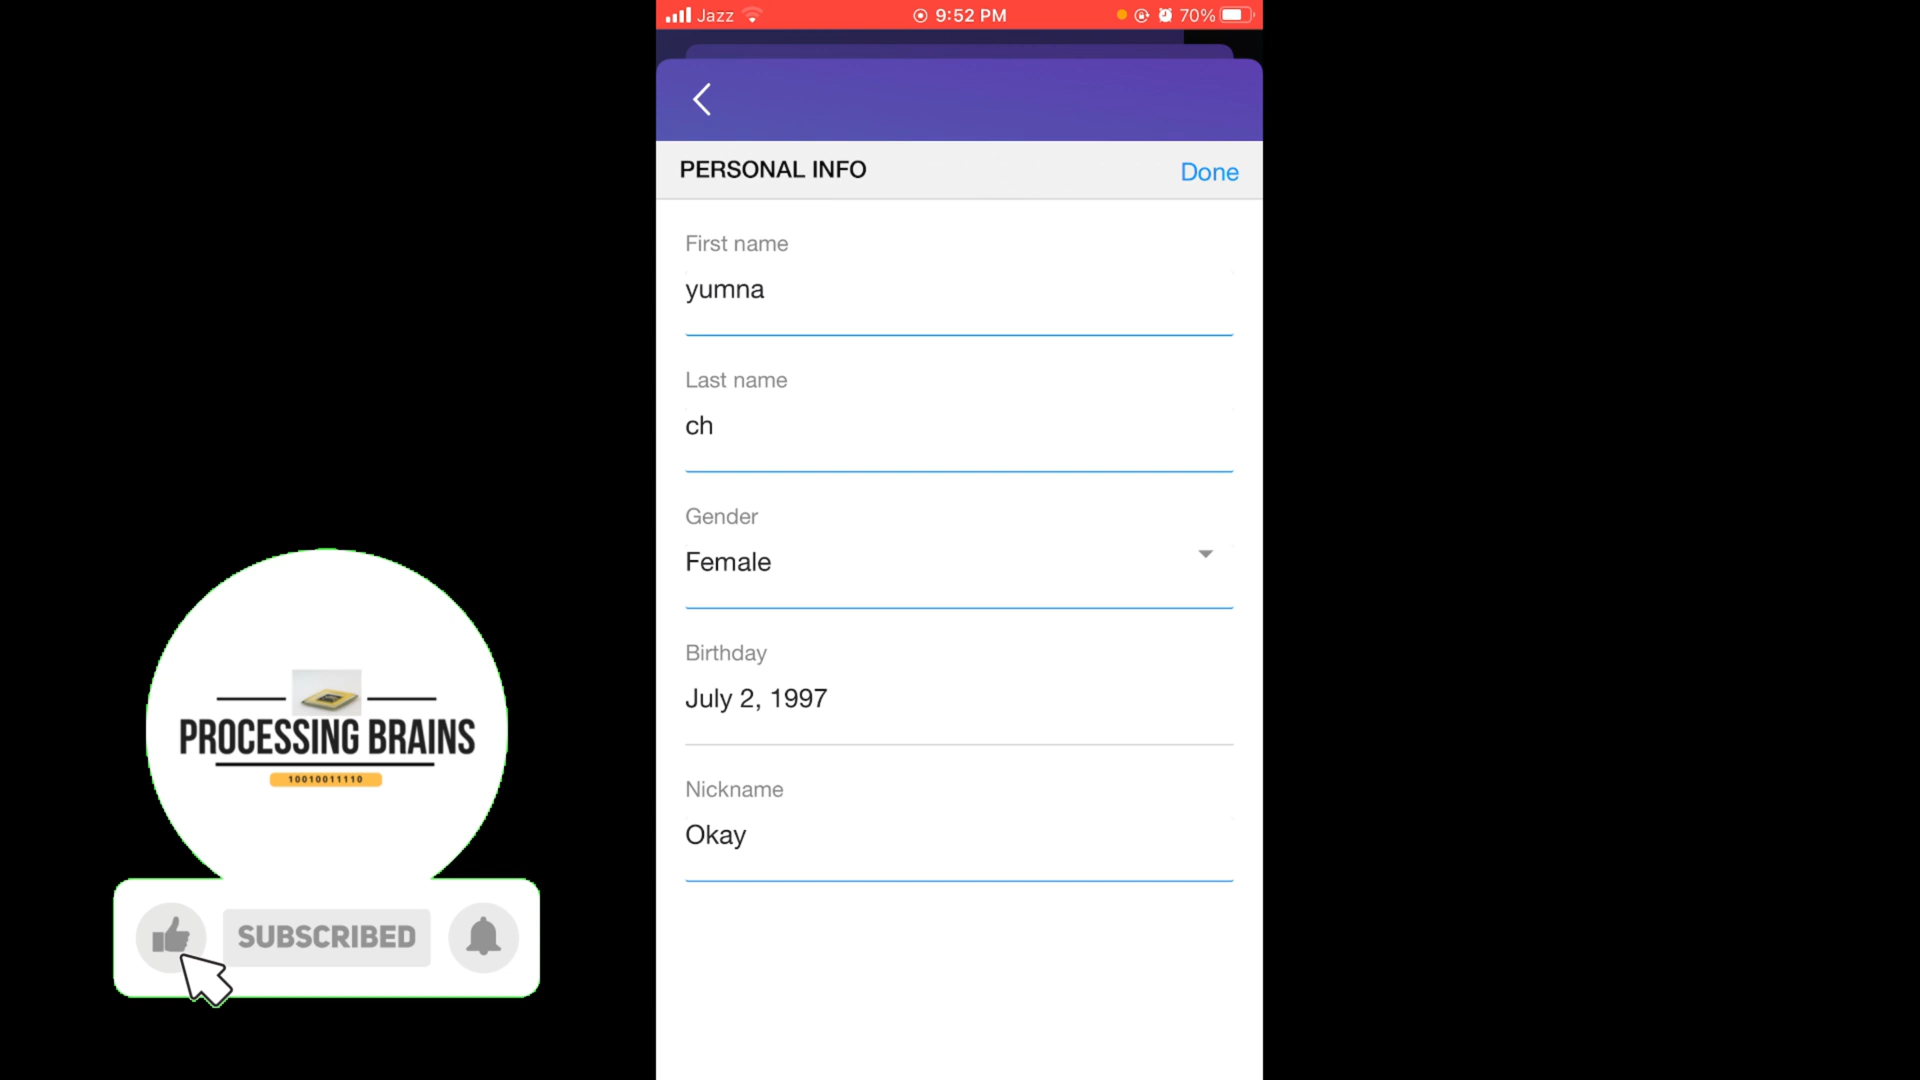 Jazz 9:52 PM 70%
PERSONAL INFO Done
First name
yumna
Last name
ch
Gender
Female
Birthday
July 2, 1997
Nickname
Okay
PROCESSING BRAINS
10010011110
SUBSCRIBED